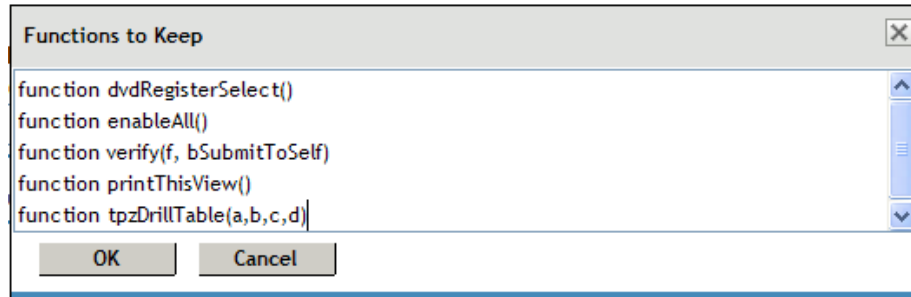 Functions to Keep
function dvdRegisterSelect()
function enableAll()
function verify(f, bSubmitToSelf)
function printThisView()
function tpzDrillTable(a,b,c,d)
OK Cancel